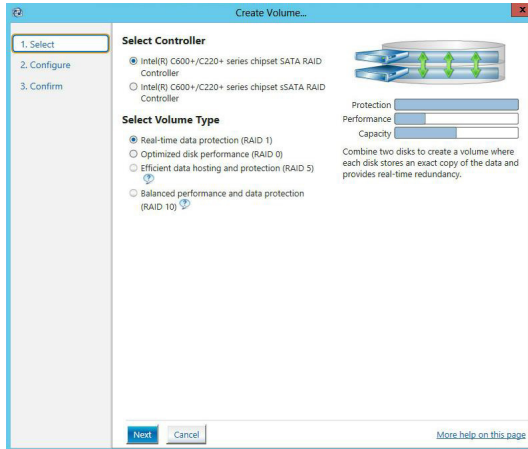 Create Volume...
x
1. Select
2. Configure
3. Confirm
Select Controller
Intel(R) C600+/C220+ series chipset SATA RAID
Controller
Intel(R) C600+/C220+ series chipset sSATA RAID
Controller
Select Volume Type
Real-time data protection (RAID 1)
Optimized disk performance (RAID 0)
Efficient data hosting and protection (RAID 5)
?
Balanced performance and data protection
(RAID 10) ?
Protection
Performance
Capacity
Combine two disks to create a volume where
each disk stores an exact copy of the data and
provides real-time redundancy.
Next
Cancel
More help on this page